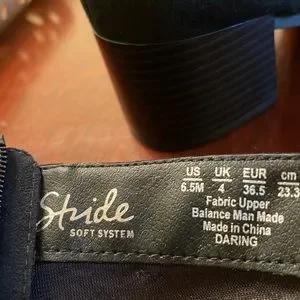 Stride
SOFT SYSTEM
US UK EUR cm
6.5M 4 36.5 23.3
Fabric Upper
Balance Man Made
Made in China
DARING